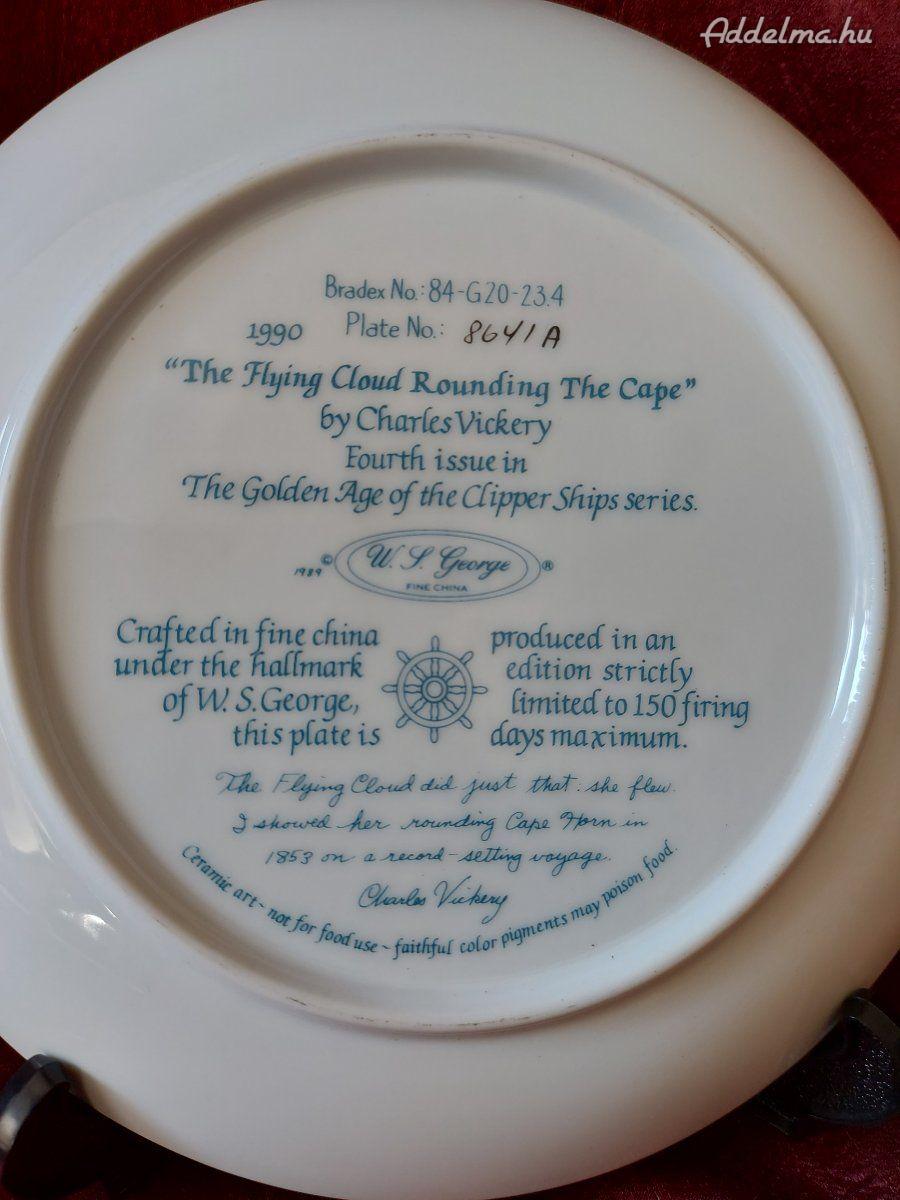 Addelma.hu
Bradex No.: 84-G20-23.4
1990 Plate No.: 8641A
"The Flying Cloud Rounding The Cape"
by Charles Vickery
Fourth issue in
The Golden Age of the Clipper Ships series.
1989 © W. S. George ®
FINE CHINA
Crafted in fine china
under the hallmark
of W. S. George,
this plate is
produced in an
edition strictly
limited to 150 firing
days maximum.
The Flying Cloud did just that. she flew.
I showed her rounding Cape Horn in
1853 on a record-setting voyage.
Charles Vickery
Ceramic art ~ not for food use ~ faithful color pigments may poison food.